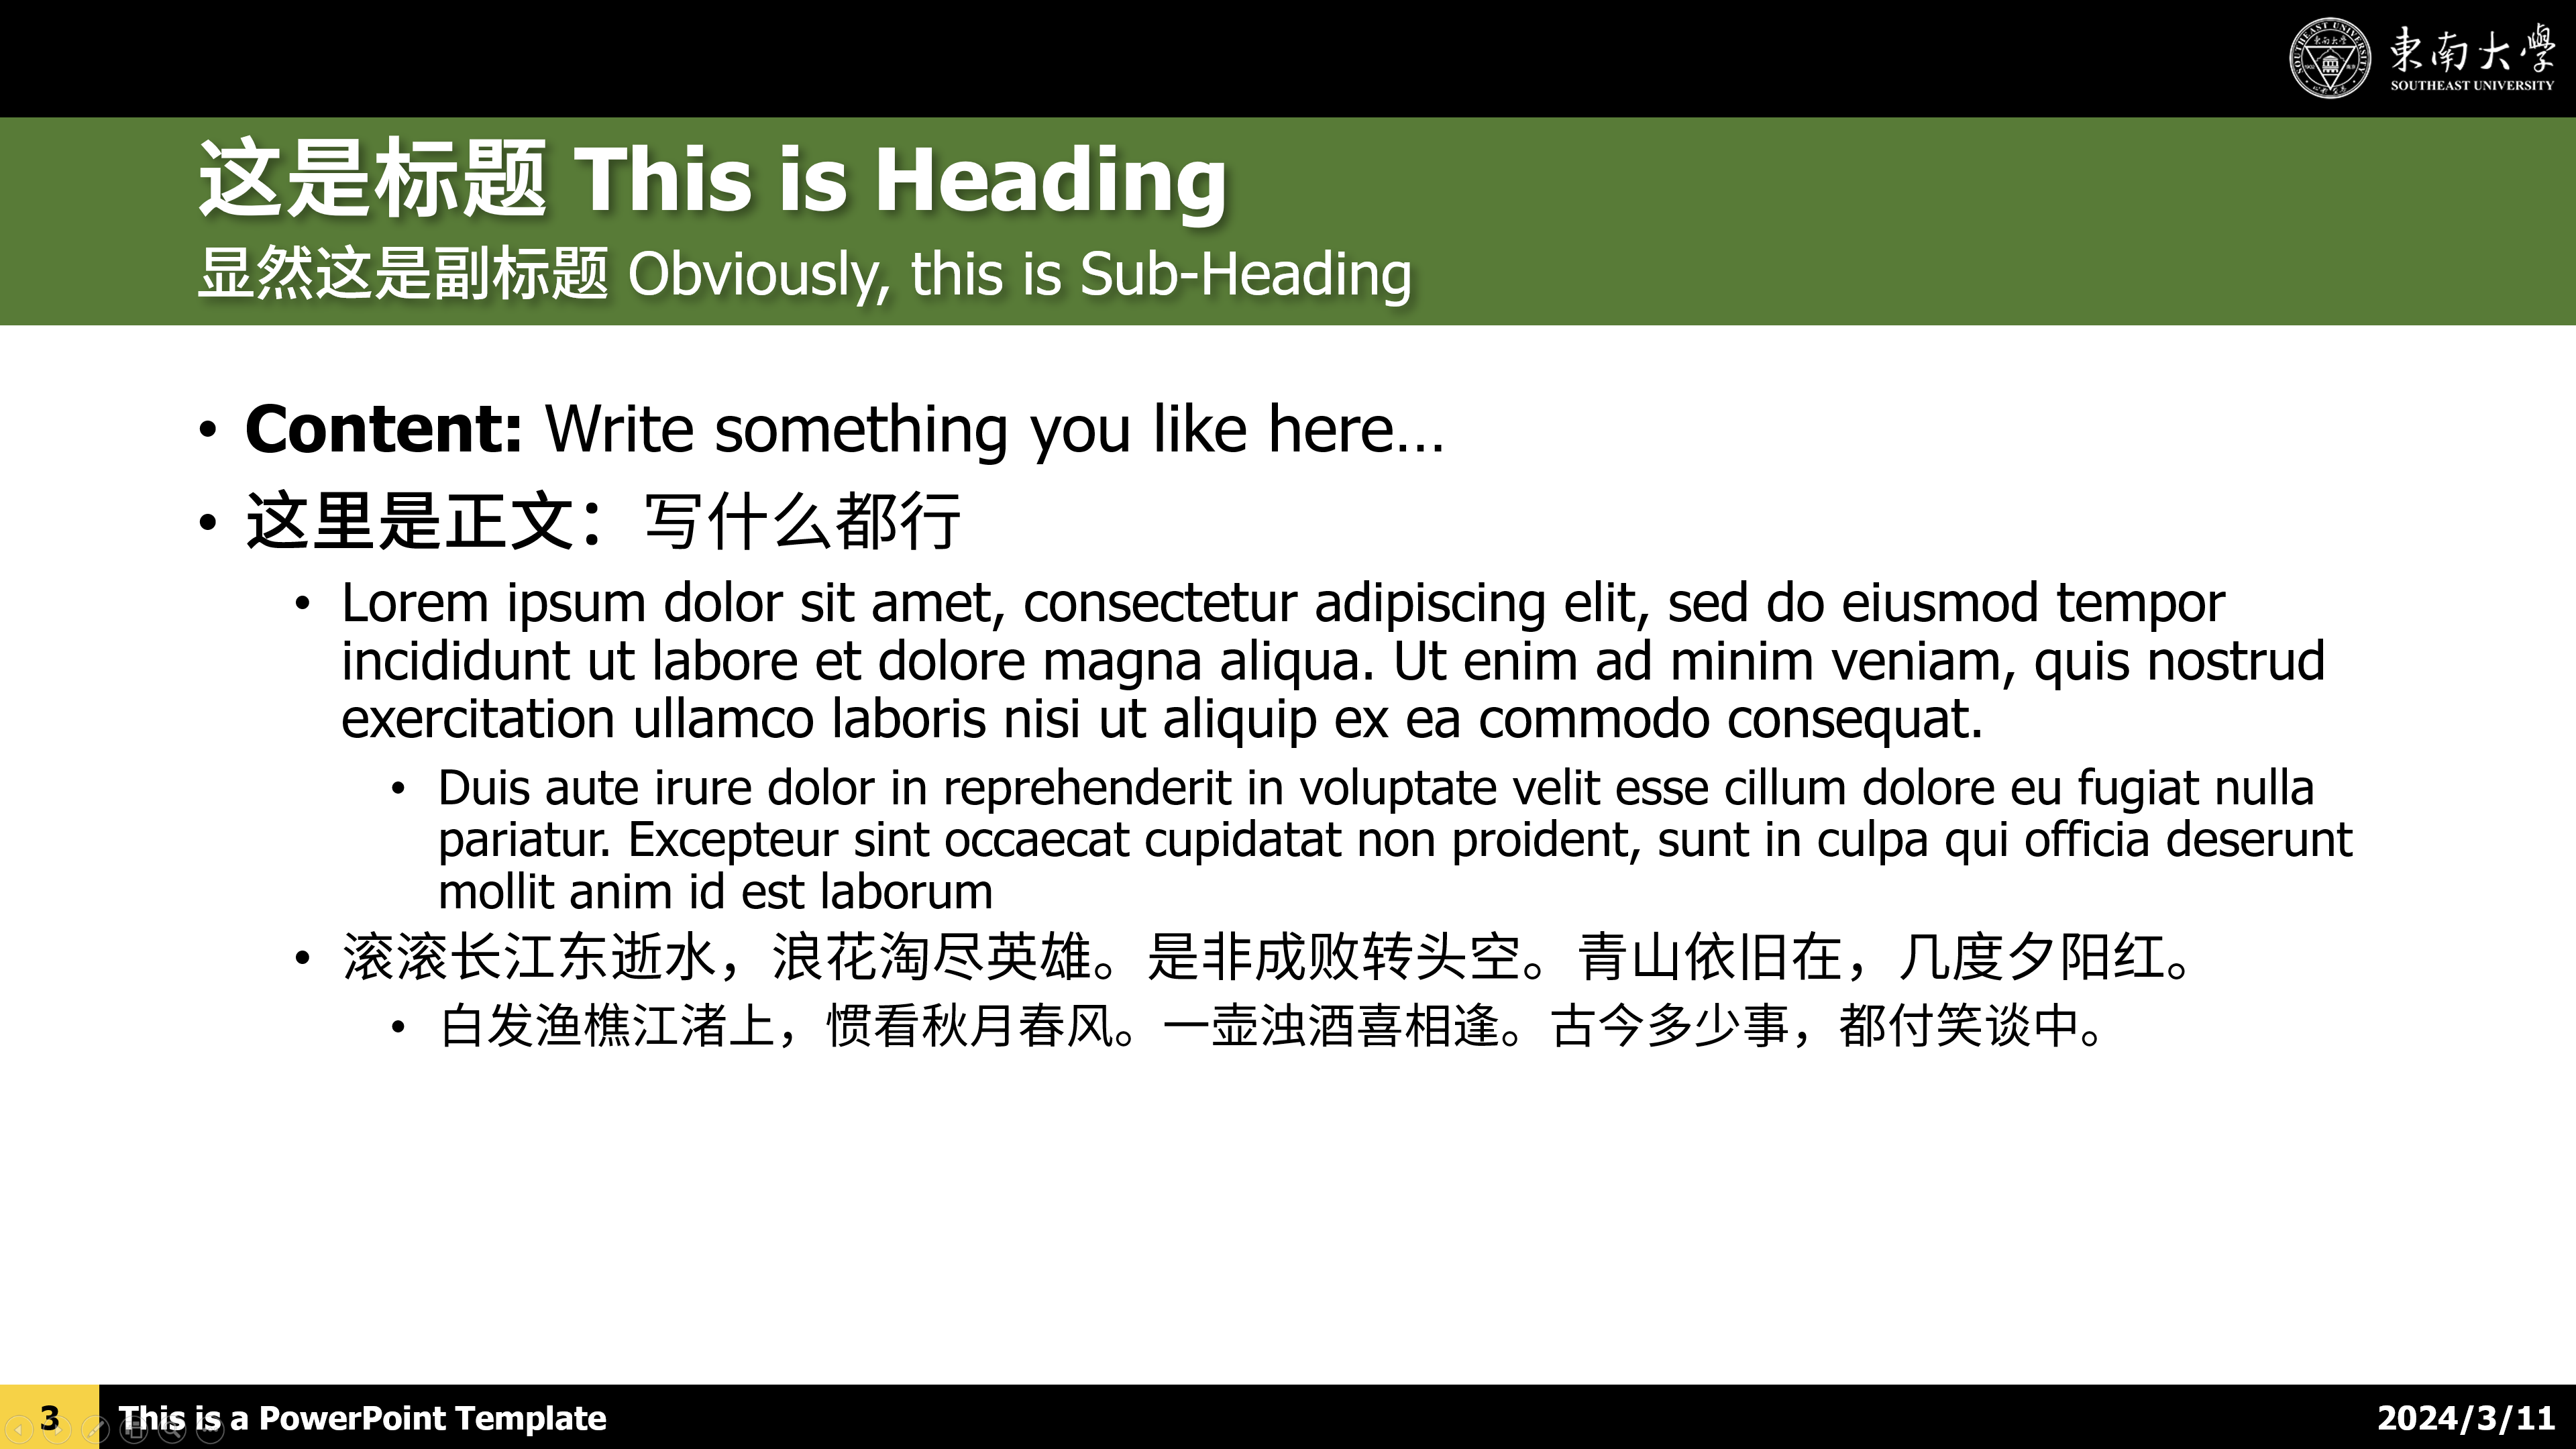 東南大學
SOUTHEAST UNIVERSITY
这是标题 This is Heading
显然这是副标题 Obviously, this is Sub-Heading
• Content: Write something you like here…
• 这里是正文：写什么都行
• Lorem ipsum dolor sit amet, consectetur adipiscing elit, sed do eiusmod tempor
incididunt ut labore et dolore magna aliqua. Ut enim ad minim veniam, quis nostrud
exercitation ullamco laboris nisi ut aliquip ex ea commodo consequat.
• Duis aute irure dolor in reprehenderit in voluptate velit esse cillum dolore eu fugiat nulla
pariatur. Excepteur sint occaecat cupidatat non proident, sunt in culpa qui officia deserunt
mollit anim id est laborum
• 滚滚长江东逝水，浪花淘尽英雄。是非成败转头空。青山依旧在，几度夕阳红。
• 白发渔樵江渚上，惯看秋月春风。一壶浊酒喜相逢。古今多少事，都付笑谈中。
3 This is a PowerPoint Template 2024/3/11